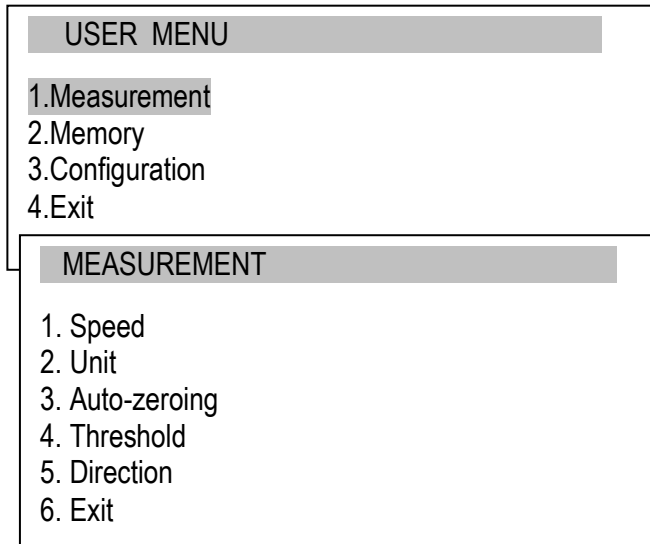 USER MENU
1.Measurement
2.Memory
3.Configuration
4.Exit
MEASUREMENT
1. Speed
2. Unit
3. Auto-zeroing
4. Threshold
5. Direction
6. Exit